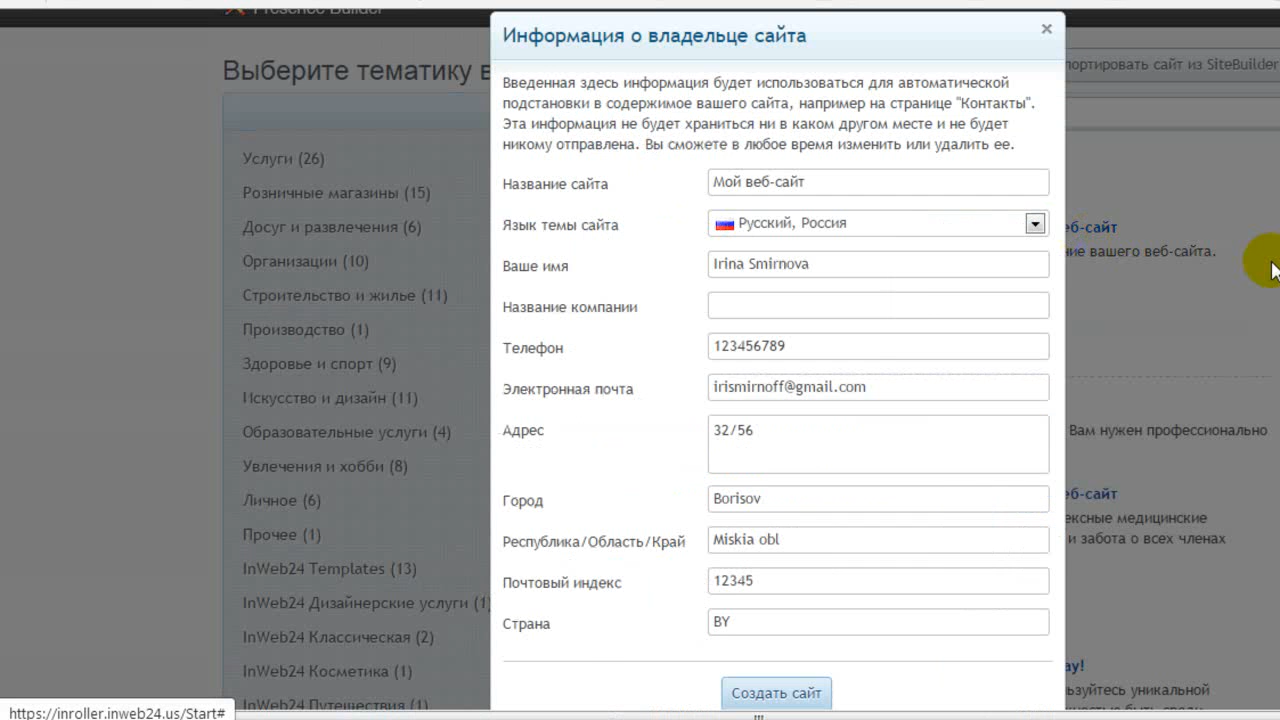 Presence Builder
Информация о владельце сайта
×
Выберите тематику в
портировать сайт из SiteBuilder
Введенная здесь информация будет использоваться для автоматической
подстановки в содержимое вашего сайта, например на странице "Контакты".
Эта информация не будет храниться ни в каком другом месте и не будет
никому отправлена. Вы сможете в любое время изменить или удалить ее.
Услуги (26)
Розничные магазины (15)
Досуг и развлечения (6)
Организации (10)
Строительство и жилье (11)
Производство (1)
Здоровье и спорт (9)
Искусство и дизайн (11)
Образовательные услуги (4)
Увлечения и хобби (8)
Личное (6)
Прочее (1)
InWeb24 Templates (13)
InWeb24 Дизайнерские услуги (1)
InWeb24 Классическая (2)
InWeb24 Косметика (1)
InWeb24 Путешествия (1)
Название сайта Мой веб-сайт
Язык темы сайта Русский, Россия
Ваше имя Irina Smirnova
Название компании
Телефон 123456789
Электронная почта irismirnoff@gmail.com
Адрес 32/56
Город Borisov
Республика/Область/Край Miskia obl
Почтовый индекс 12345
Страна BY
Создать сайт
еб-сайт
ние вашего веб-сайта.
Вам нужен профессионально
еб-сайт
ексные медицинские
и забота о всех членах
ay!
ьзуйтесь уникальной
https://inroller.inweb24.us/Start#